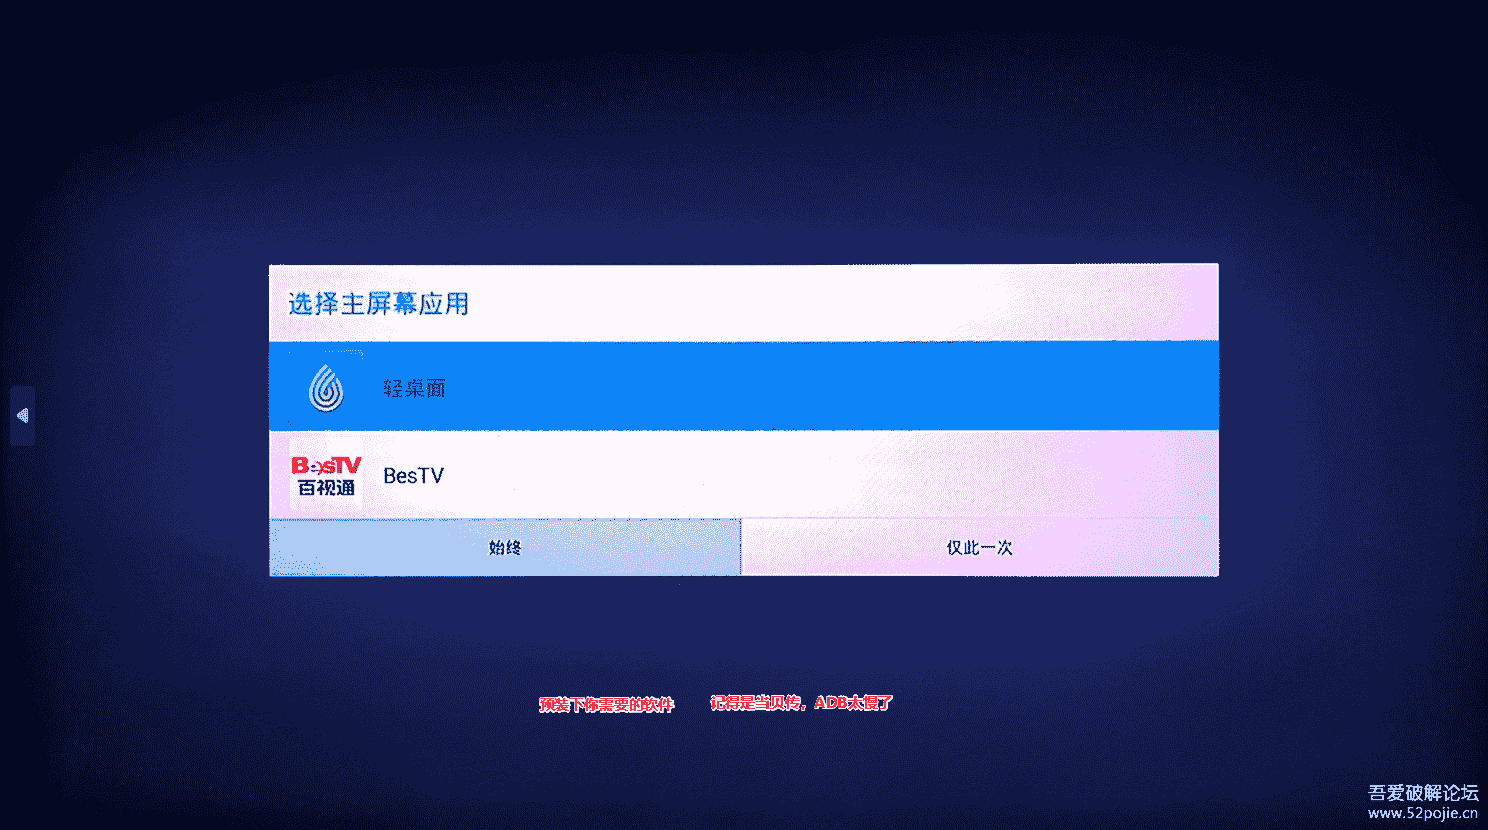 选择主屏幕应用
轻桌面
BesTV
百视通
BesTV
始终
仅此一次
预装下你需要的软件
记得是当贝传，ADB太慢了
吾爱破解论坛
www.52pojie.cn